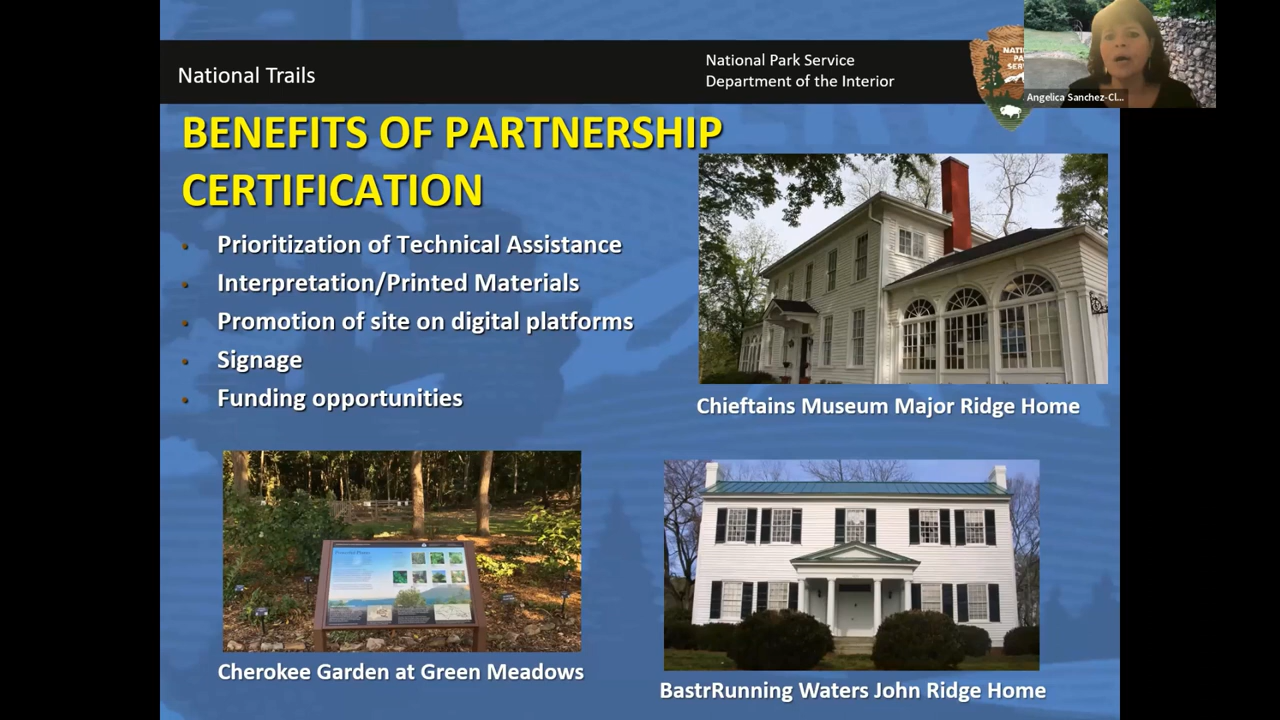 National Trails
National Park Service
Department of the Interior
Angelica Sanchez-Cl...
BENEFITS OF PARTNERSHIP
CERTIFICATION
• Prioritization of Technical Assistance
• Interpretation/Printed Materials
• Promotion of site on digital platforms
• Signage
• Funding opportunities
Chieftains Museum Major Ridge Home
Cherokee Garden at Green Meadows
BastrRunning Waters John Ridge Home